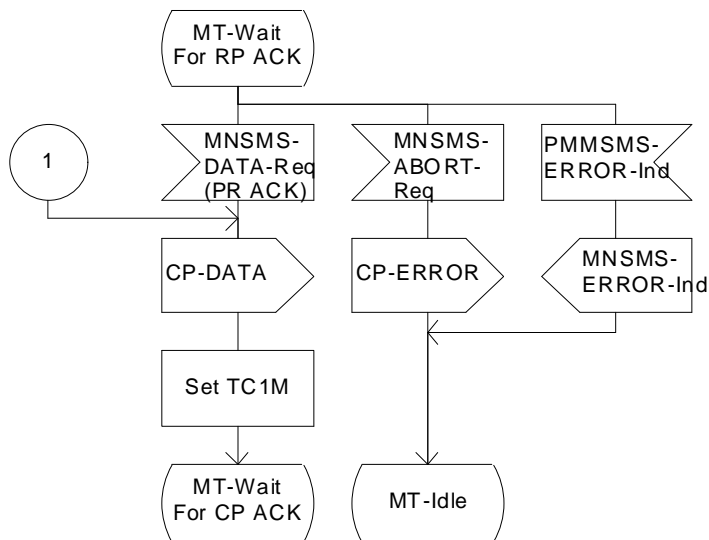 MT-Wait
For RP ACK
1
MNSMS-
DATA-Req
(PR ACK)
MNSMS-
ABORT-
Req
PMMSMS-
ERROR-Ind
CP-DATA
CP-ERROR
MNSMS-
ERROR-Ind
Set TC1M
MT-Wait
For CP ACK
MT-Idle